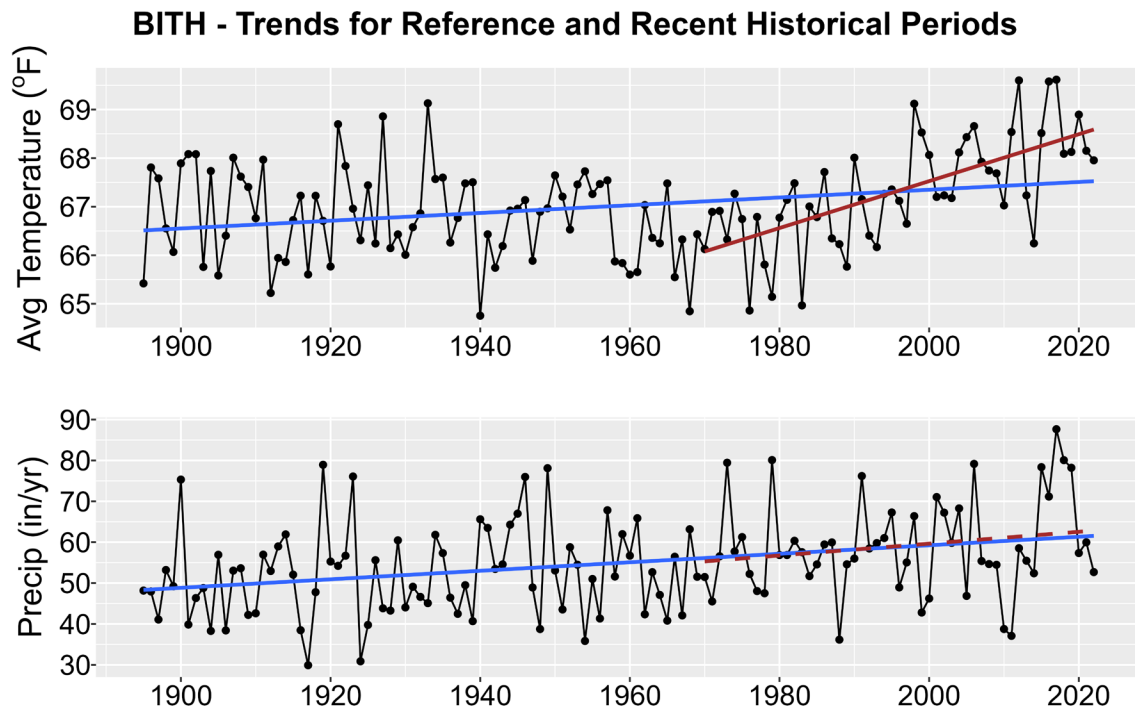 BITH - Trends for Reference and Recent Historical Periods
Avg Temperature (°F)
69
68
67
66
65
1900 1920 1940 1960 1980 2000 2020
Precip (in/yr)
90
80
70
60
50
40
30
1900 1920 1940 1960 1980 2000 2020